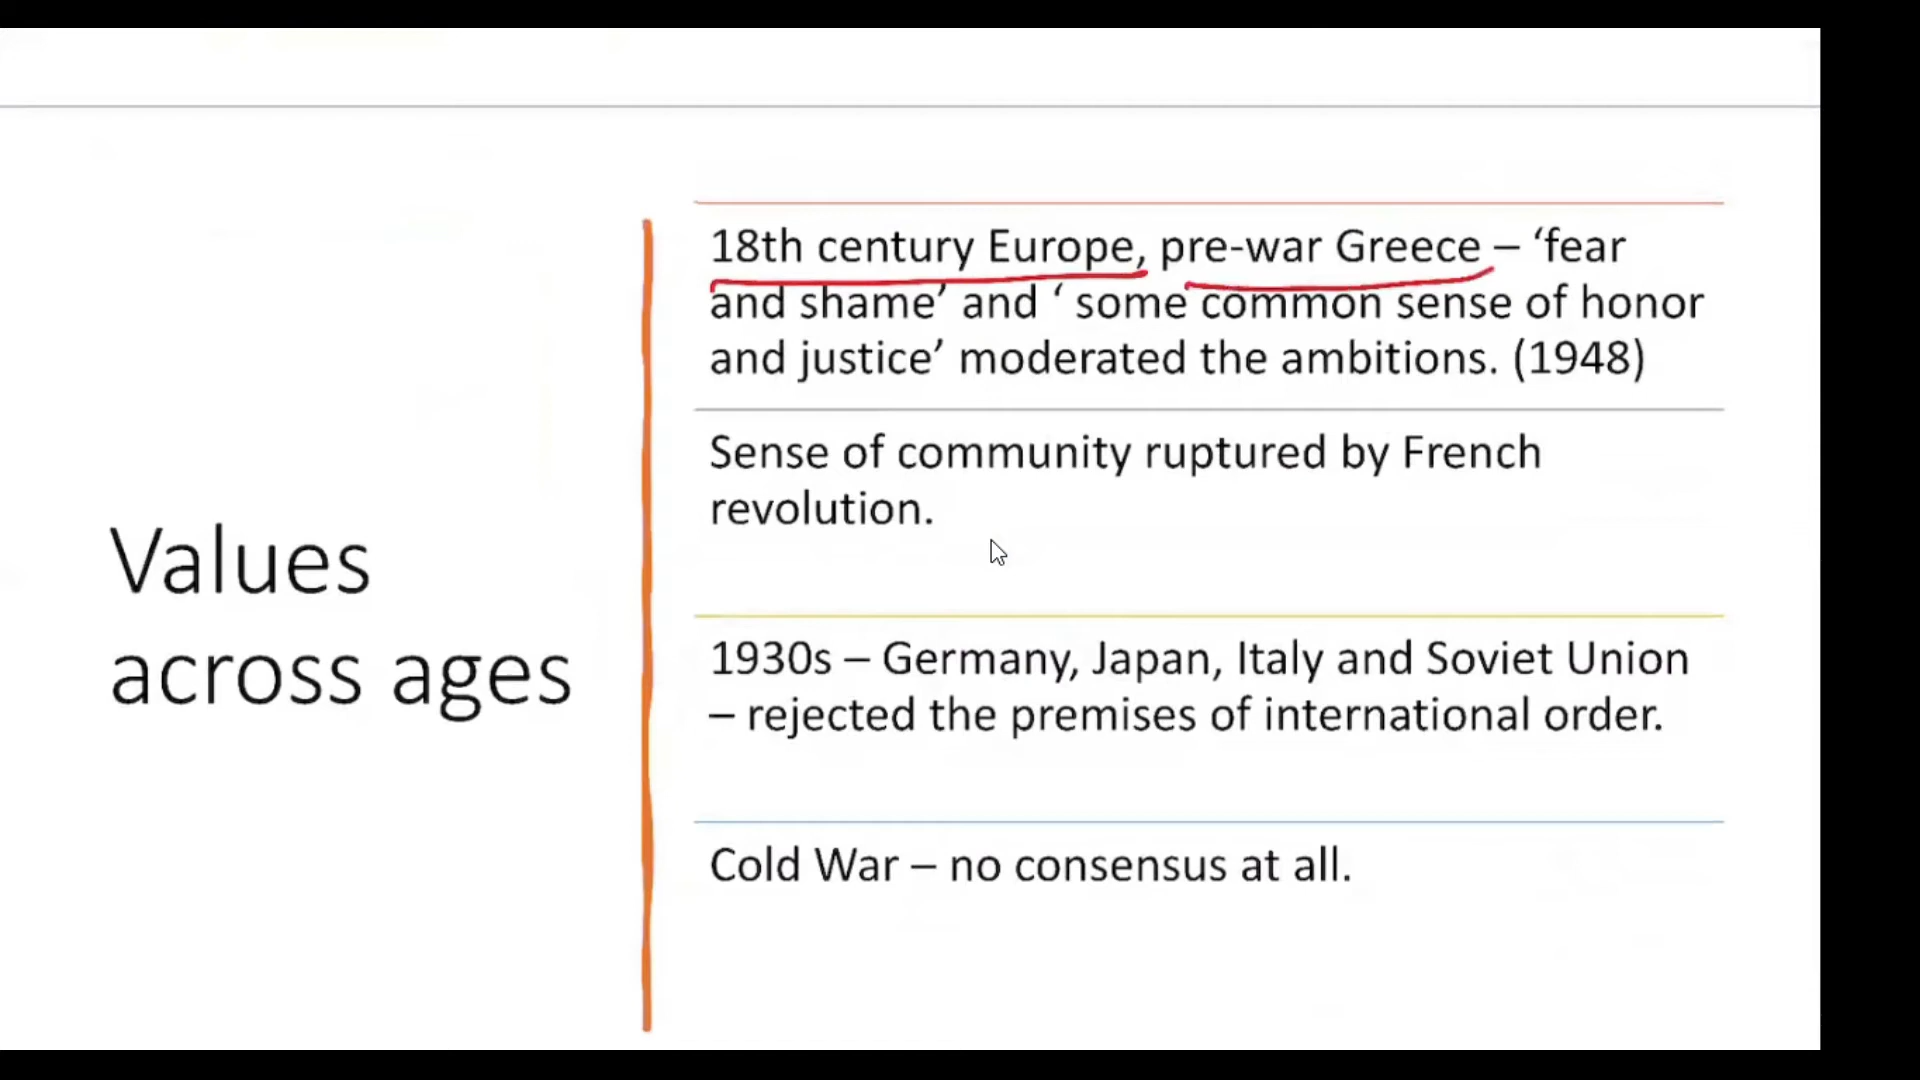 Values
across ages
18th century Europe, pre-war Greece – ‘fear
and shame’ and ‘ some common sense of honor
and justice’ moderated the ambitions. (1948)
Sense of community ruptured by French
revolution.
1930s – Germany, Japan, Italy and Soviet Union
– rejected the premises of international order.
Cold War – no consensus at all.